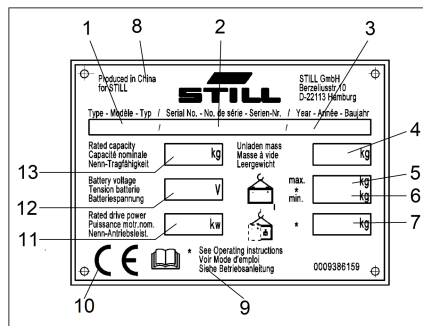 1
8
2
3
Produced in China
for STILL
STILL
STILL GmbH
Berzeliusstr.10
D-22113 Hamburg
Type - Modèle - Typ / Serial No. - No. de série - Serien-Nr. / Year - Année - Baujahr
/ /
4
Rated capacity
Capacité nominale
Nenn-Tragfähigkeit
kg
Unladen mass
Masse à vide
Leergewicht
kg
13
5
Battery voltage
Tension batterie
Batteriespannung
V
max.
*
min.
kg
kg
6
12
Rated drive power
Puissance motr.nom.
Nenn-Antriebsleist.
kw
*
kg
7
11
CE
* See Operating instructions
Voir Mode d'emploi
Siehe Betriebsanleitung
0009386159
10
9